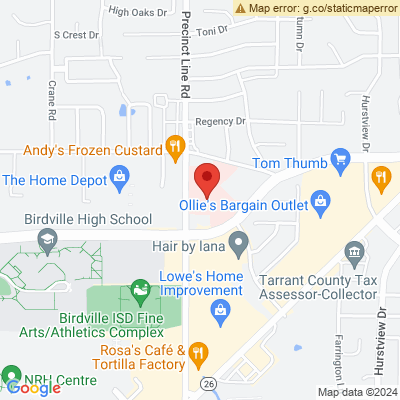 Map error: g.co/staticmaperror
High Oaks Dr
Toni Dr
S Crest Dr
Crane Rd
Precinct Line Rd
Hurstview Dr
Regency Dr
Andy's Frozen Custard
Tom Thumb
The Home Depot
Ollie's Bargain Outlet
Birdville High School
Hair by lana
Lowe's Home
Improvement
Tarrant County Tax
Assessor-Collector
Birdville ISD Fine
Arts/Athletics Complex
Rosa's Café &
Tortilla Factory
26
Hurstview Dr
NRH Centre
Google
Map data ©2024